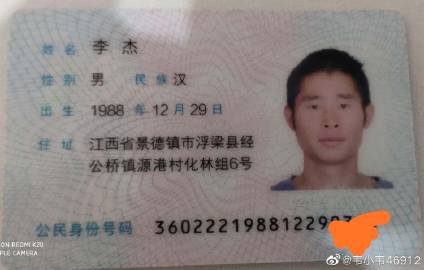 姓名 李杰
性别 男 民族 汉
出生 1988 年 12 月 29 日
住址 江西省景德镇市浮梁县经
公桥镇源港村化林组6号
公民身份号码 36022219881229
ON REDMI K20
PLE CAMERA
@韦小韦46912